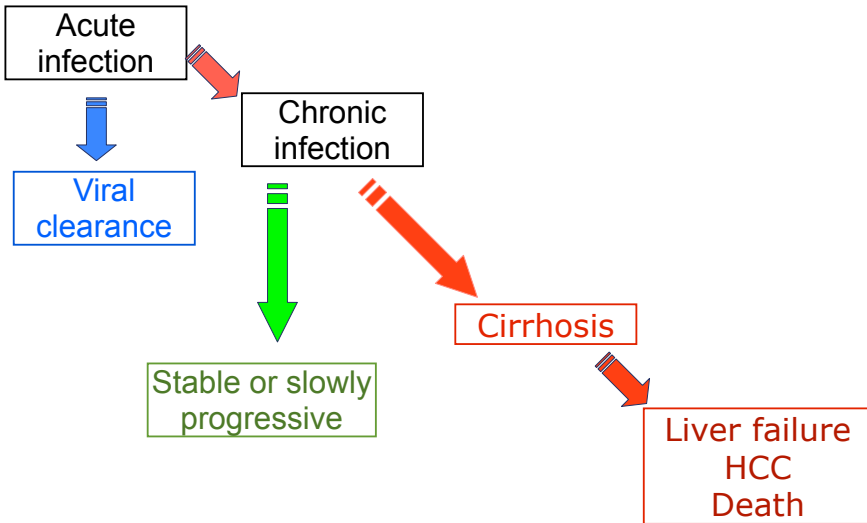 Acute
infection
Chronic
infection
Viral
clearance
Cirrhosis
Stable or slowly
progressive
Liver failure
HCC
Death